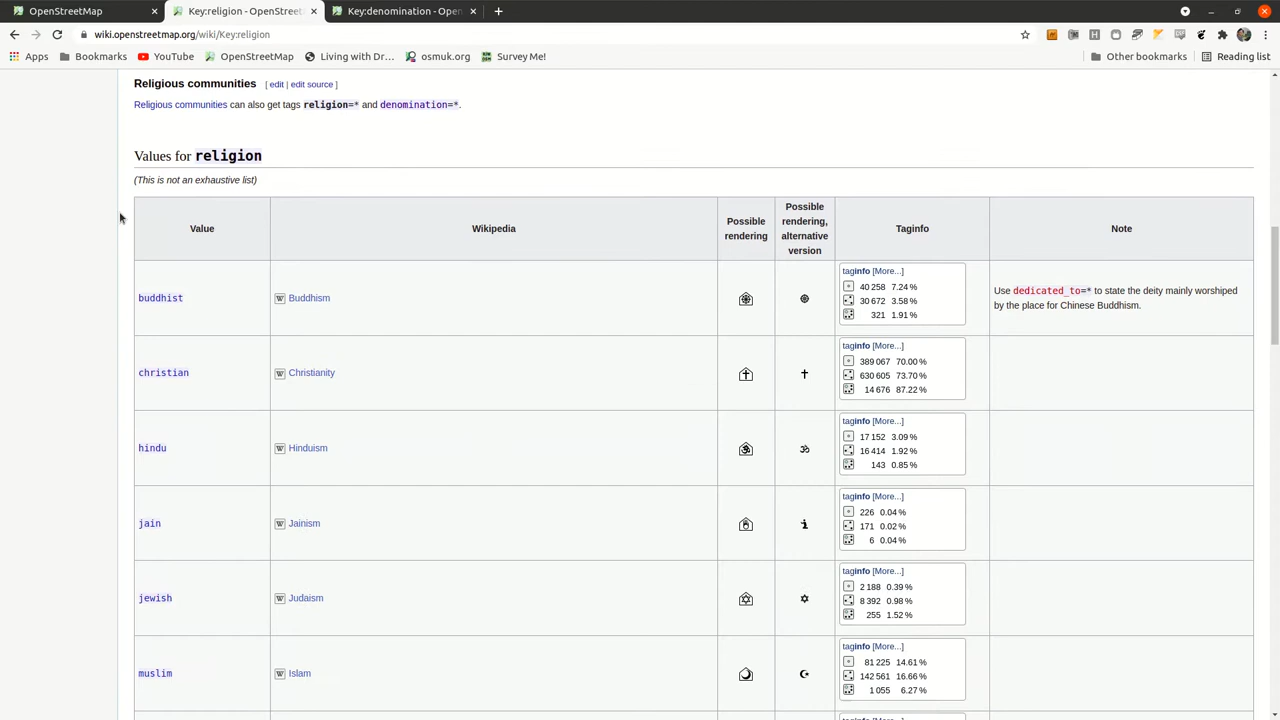 OpenStreetMap
Key:religion - OpenStreet
Key:denomination - Open
wiki.openstreetmap.org/wiki/Key:religion
Apps
Bookmarks
YouTube
OpenStreetMap
Living with Dr…
osmuk.org
Survey Me!
Other bookmarks
Reading list
Religious communities [ edit | edit source ]
Religious communities can also get tags religion=* and denomination=*.
Values for religion
(This is not an exhaustive list)
Value
Wikipedia
Possible
rendering
Possible
rendering,
alternative
version
Taginfo
Note
buddhist
Buddhism
taginfo [More...]
40 258 7.24 %
30 672 3.58 %
321 1.91 %
Use dedicated_to=* to state the deity mainly worshiped
by the place for Chinese Buddhism.
christian
Christianity
taginfo [More...]
389 067 70.00 %
630 605 73.70 %
14 676 87.22 %
hindu
Hinduism
taginfo [More...]
17 152 3.09 %
16 414 1.92 %
143 0.85 %
jain
Jainism
taginfo [More...]
226 0.04 %
171 0.02 %
6 0.04 %
jewish
Judaism
taginfo [More...]
2 188 0.39 %
8 392 0.98 %
255 1.52 %
muslim
Islam
taginfo [More...]
81 225 14.61 %
142 561 16.66 %
1 055 6.27 %